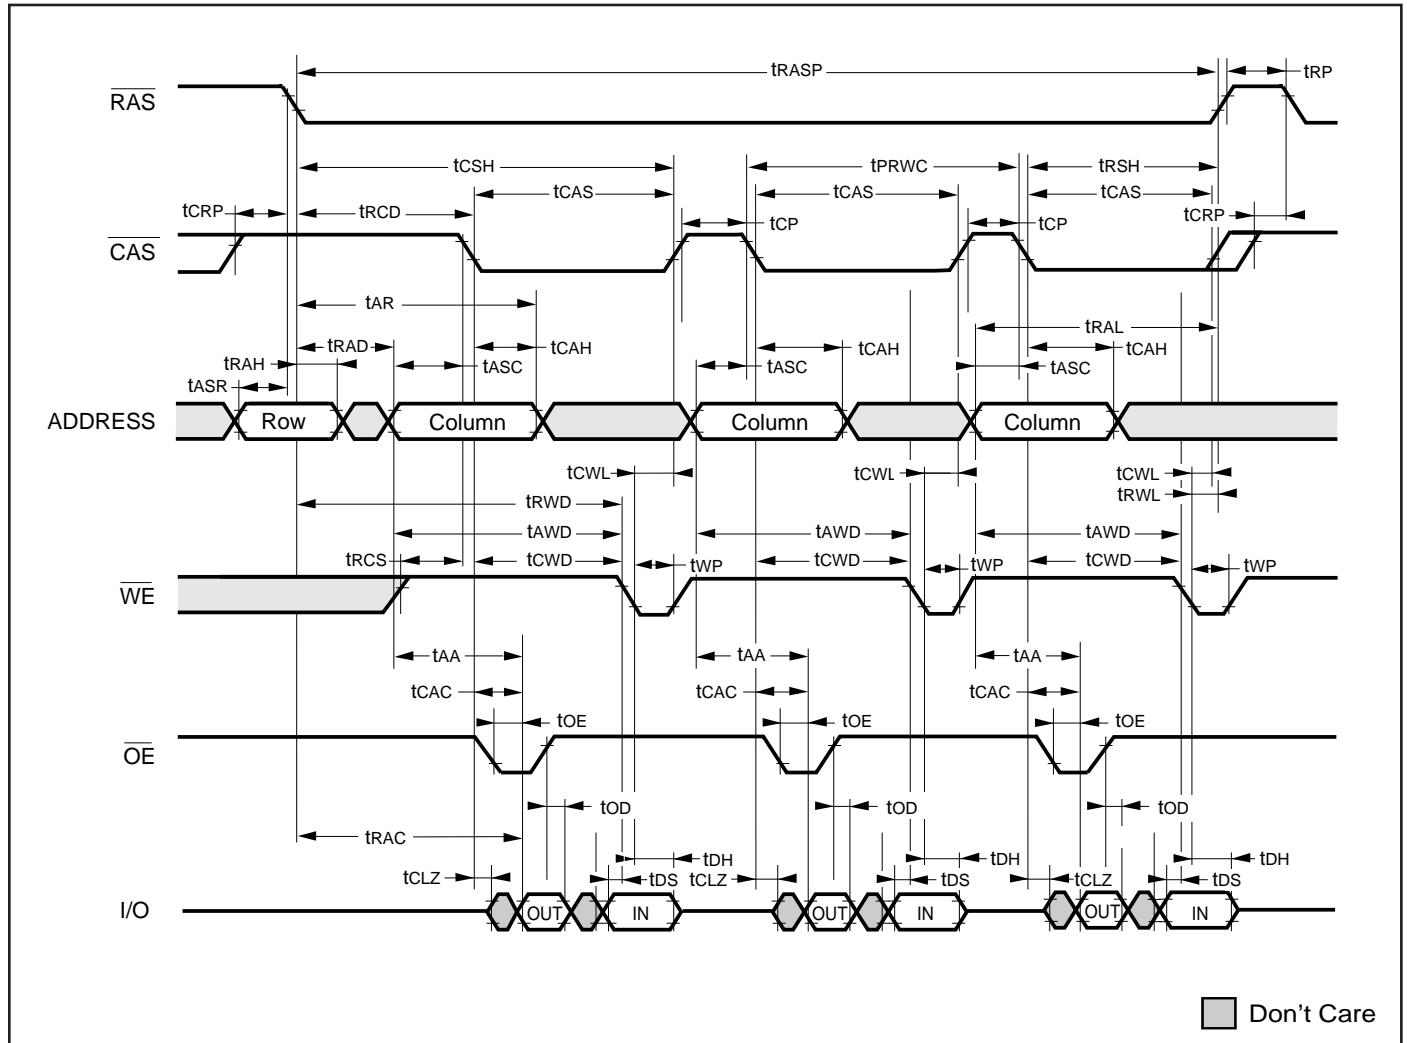 tRASP
tRP
RAS
tCSH
tPRWC
tRSH
tCAS
tCAS
tCAS
tCRP
tRCD
tCP
tCP
tCRP
CAS
tAR
tRAL
tRAH
tRAD
tCAH
tCAH
tCAH
tASR
tASC
tASC
tASC
ADDRESS
Row
Column
Column
Column
tCWL
tCWL
tCWL
tRWD
tRWL
tAWD
tAWD
tAWD
tRCS
tCWD
tWP
tCWD
tWP
tCWD
tWP
WE
tAA
tAA
tAA
tCAC
tCAC
tCAC
tOE
tOE
tOE
OE
tOD
tOD
tOD
tRAC
tDH
tDH
tDH
tCLZ
tDS
tCLZ
tDS
tCLZ
tDS
I/O
OUT
IN
OUT
IN
OUT
IN
Don't Care